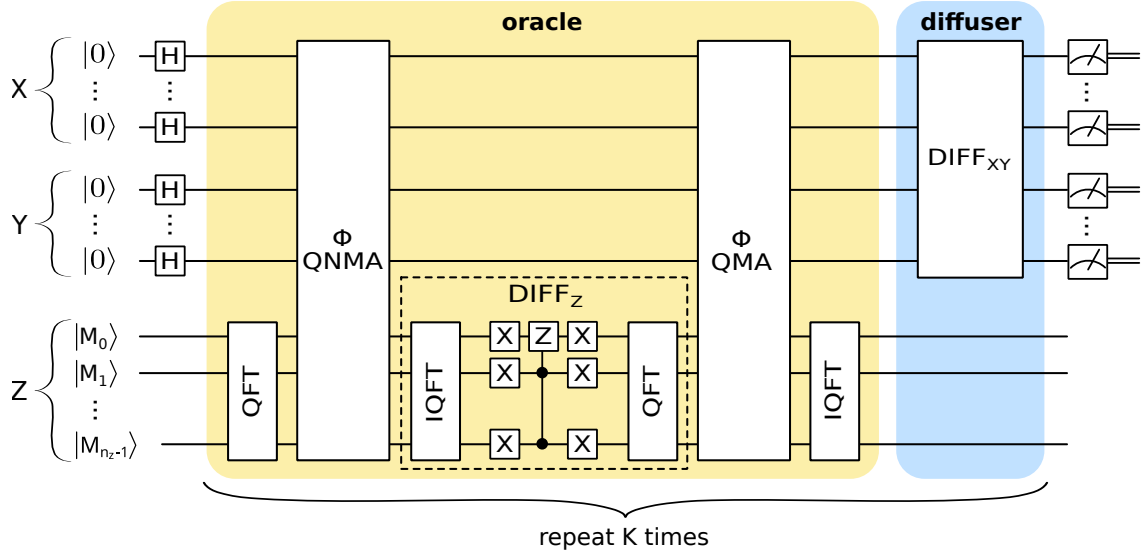 oracle diffuser
X |0⟩ H
⋮ ⋮
|0⟩ H
Y |0⟩ H
⋮ ⋮
|0⟩ H
Φ
QNMA
Φ
QMA
DIFF_XY
DIFF_Z
Z |M_0⟩ X Z X
|M_1⟩ X X
⋮
|M_{n_z-1}⟩ X X
QFT IQFT QFT IQFT
repeat K times